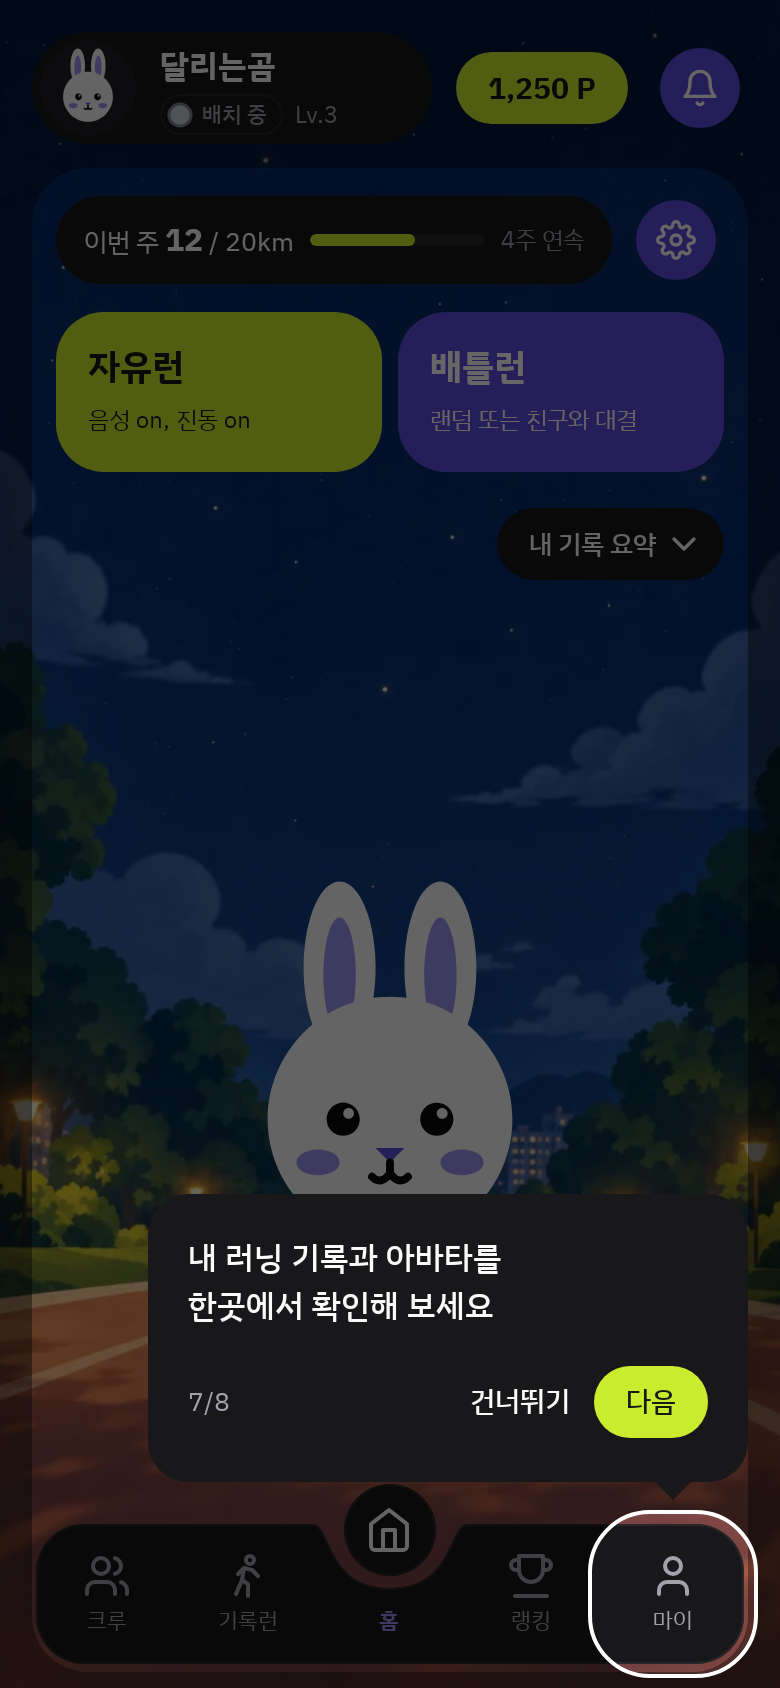 달리는곰
1,250 P
배치 중 Lv.3
이번 주 12 / 20km 4주 연속
자유런
음성 on, 진동 on
배틀런
랜덤 또는 친구와 대결
내 기록 요약
내 러닝 기록과 아바타를
한곳에서 확인해 보세요
7/8 건너뛰기 다음
크루 기록런 홈 랭킹 마이